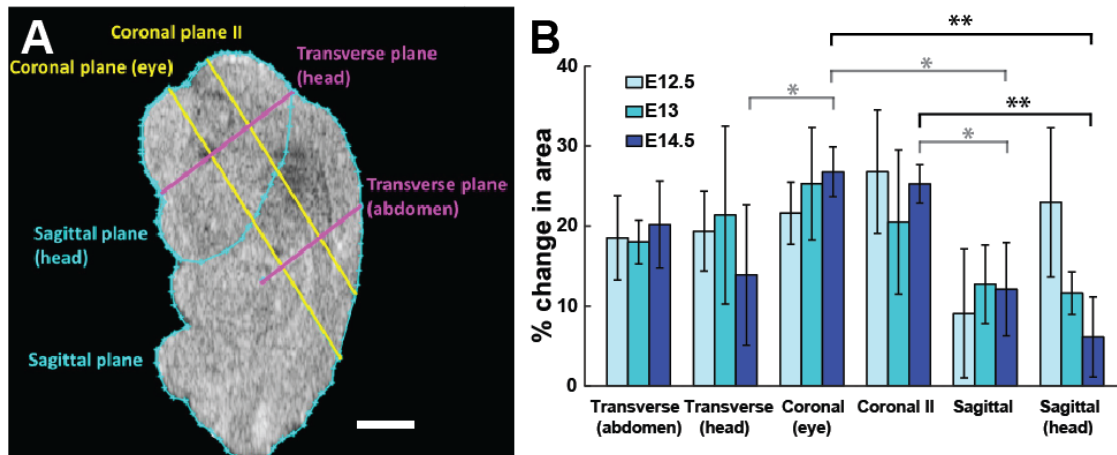 A
Coronal plane II
Coronal plane (eye)
Transverse plane
(head)
Transverse plane
(abdomen)
Sagittal plane
(head)
Sagittal plane
B
**
*
*
**
*
E12.5
E13
E14.5
% change in area
40
30
20
10
0
Transverse
(abdomen)
Transverse
(head)
Coronal
(eye)
Coronal II
Sagittal
Sagittal
(head)